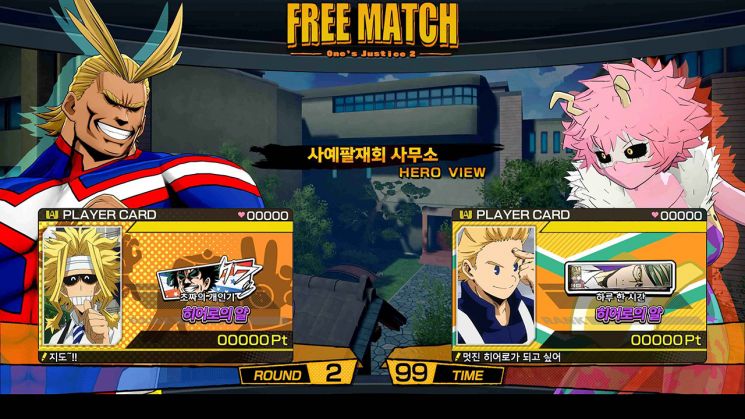 FREE MATCH
One's Justice 2
사예팔재회 사무소
HERO VIEW
PLAYER CARD
♥00000
조짜의 개인기
히어로의 알
00000Pt
지도~!!
PLAYER CARD
♥00000
하루 한 시간
히어로의 알
00000Pt
멋진 히어로가 되고 싶어
ROUND 2
99 TIME